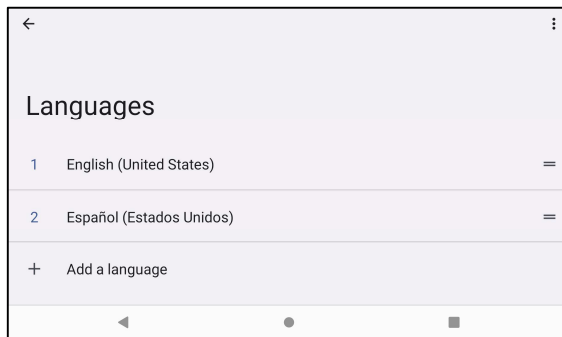 Languages
1 English (United States)
2 Español (Estados Unidos)
+ Add a language